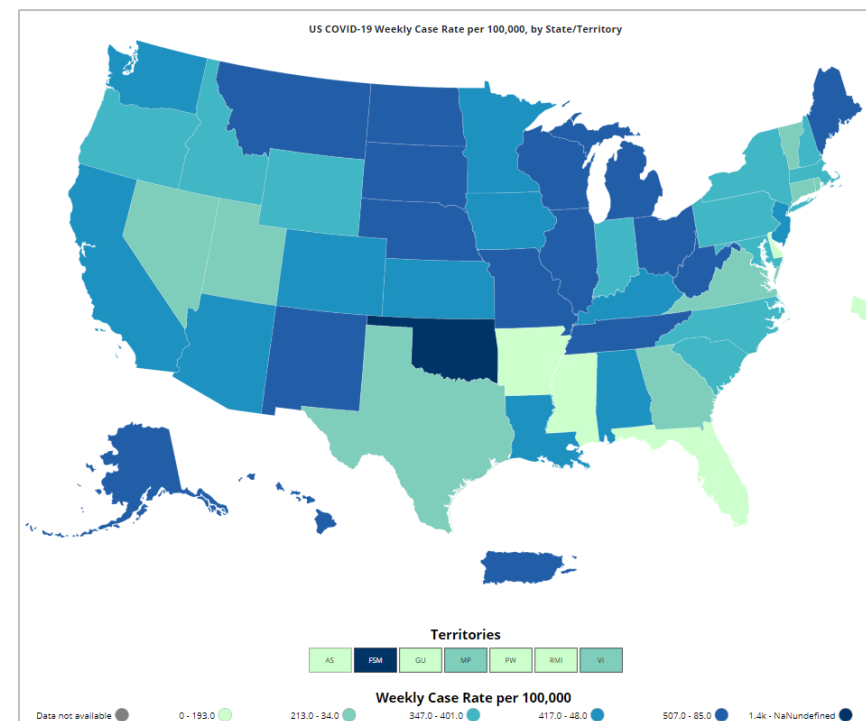 US COVID-19 Weekly Case Rate per 100,000, by State/Territory
Territories
AS FSM GU MP PW RMI VI
Weekly Case Rate per 100,000
Data not available 0 - 193.0 213.0 - 34.0 347.0 - 401.0 417.0 - 48.0 507.0 - 85.0 1.4k - NaNundefined